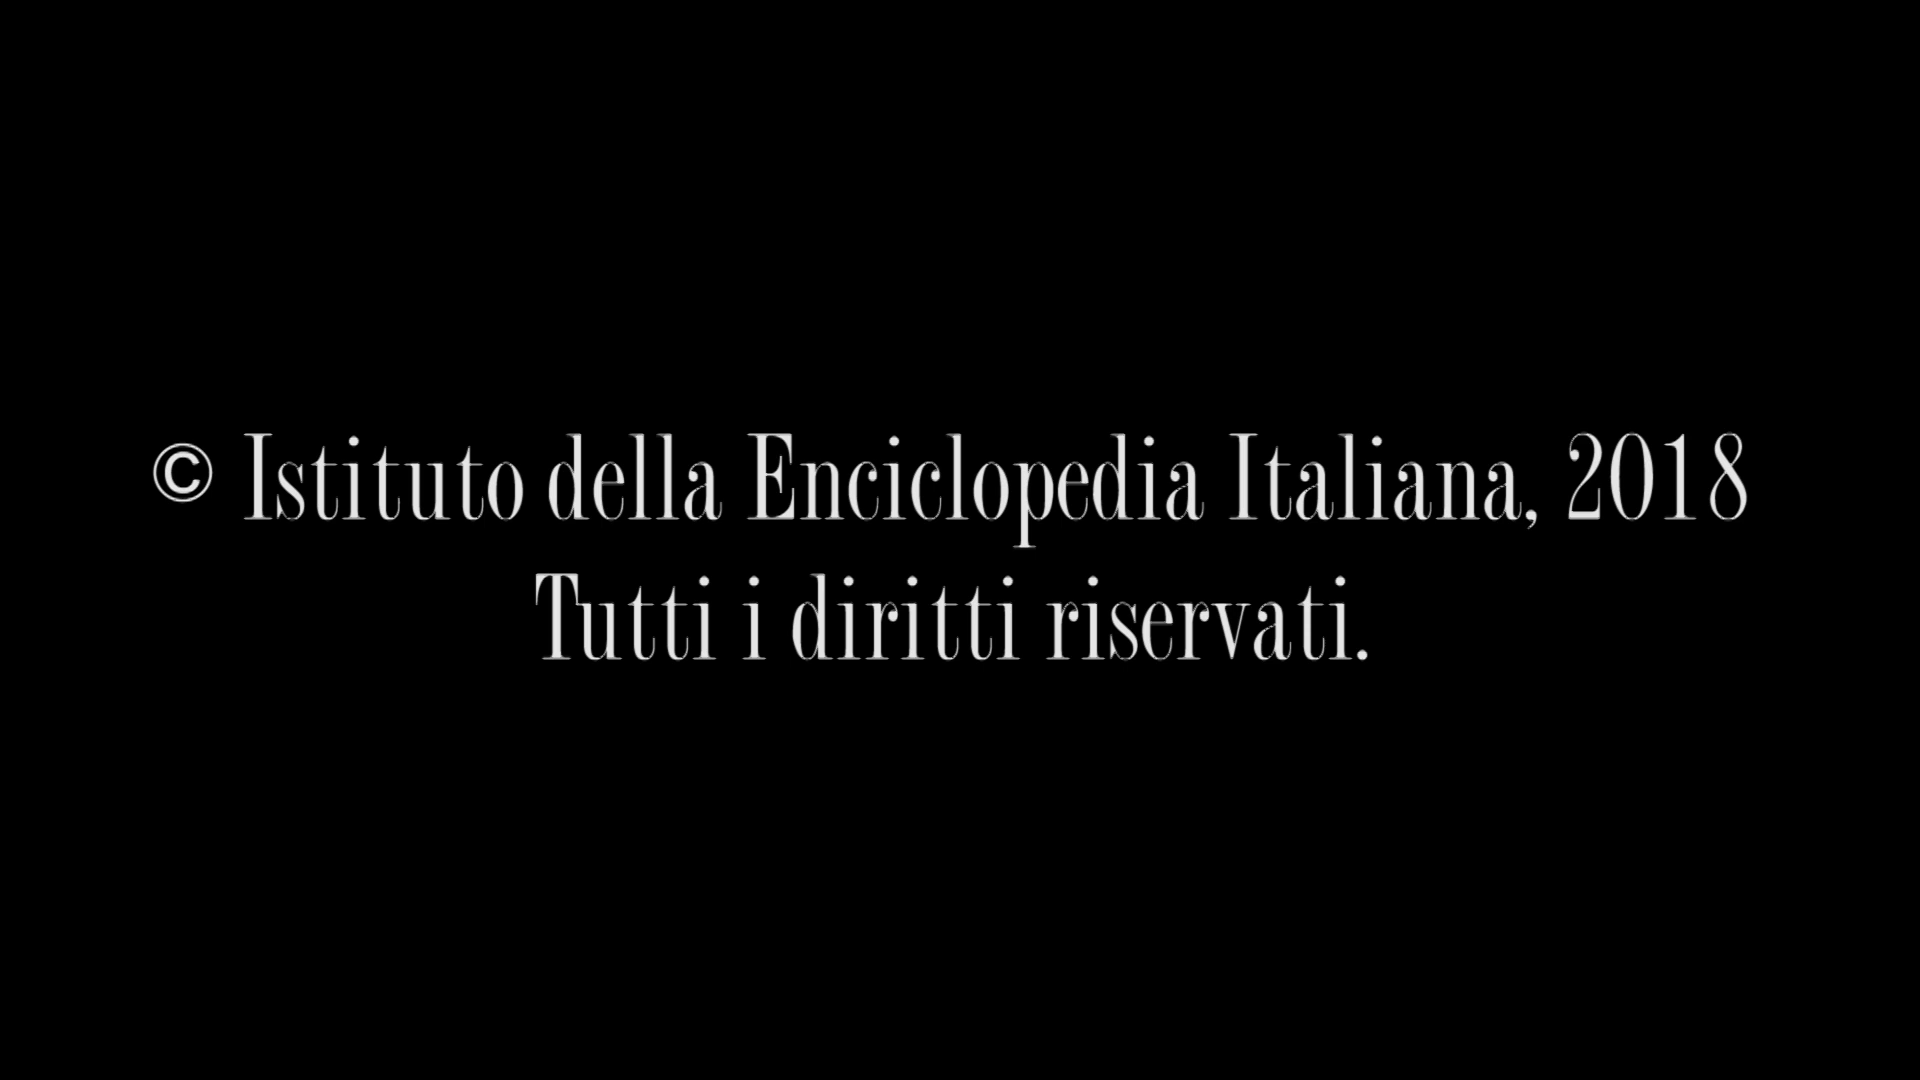 © Istituto della Enciclopedia Italiana, 2018
Tutti i diritti riservati.